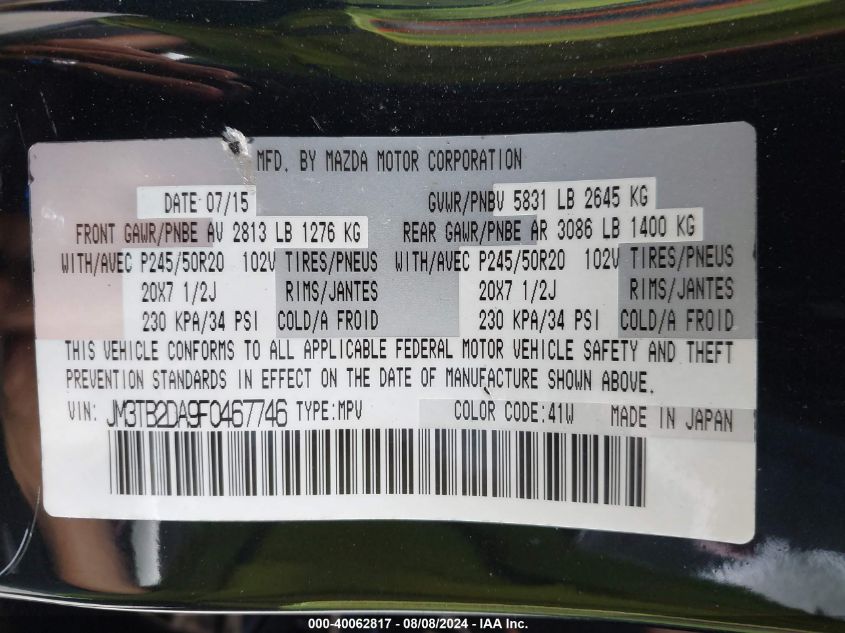 MFD. BY MAZDA MOTOR CORPORATION
DATE 07/15 GVWR/PNBV 5831 LB 2645 KG
FRONT GAWR/PNBE AV 2813 LB 1276 KG REAR GAWR/PNBE AR 3086 LB 1400 KG
WITH/AVEC P245/50R20 102V TIRES/PNEUS WITH/AVEC P245/50R20 102V TIRES/PNEUS
20X7 1/2J RIMS/JANTES 20X7 1/2J RIMS/JANTES
230 KPA/34 PSI COLD/A FROID 230 KPA/34 PSI COLD/A FROID
THIS VEHICLE CONFORMS TO ALL APPLICABLE FEDERAL MOTOR VEHICLE SAFETY AND THEFT
PREVENTION STANDARDS IN EFFECT ON THE DATE OF MANUFACTURE SHOWN ABOVE.
VIN: JM3TB2DA9F0467746 TYPE:MPV COLOR CODE:41W MADE IN JAPAN
000-40062817 - 08/08/2024 - IAA Inc.